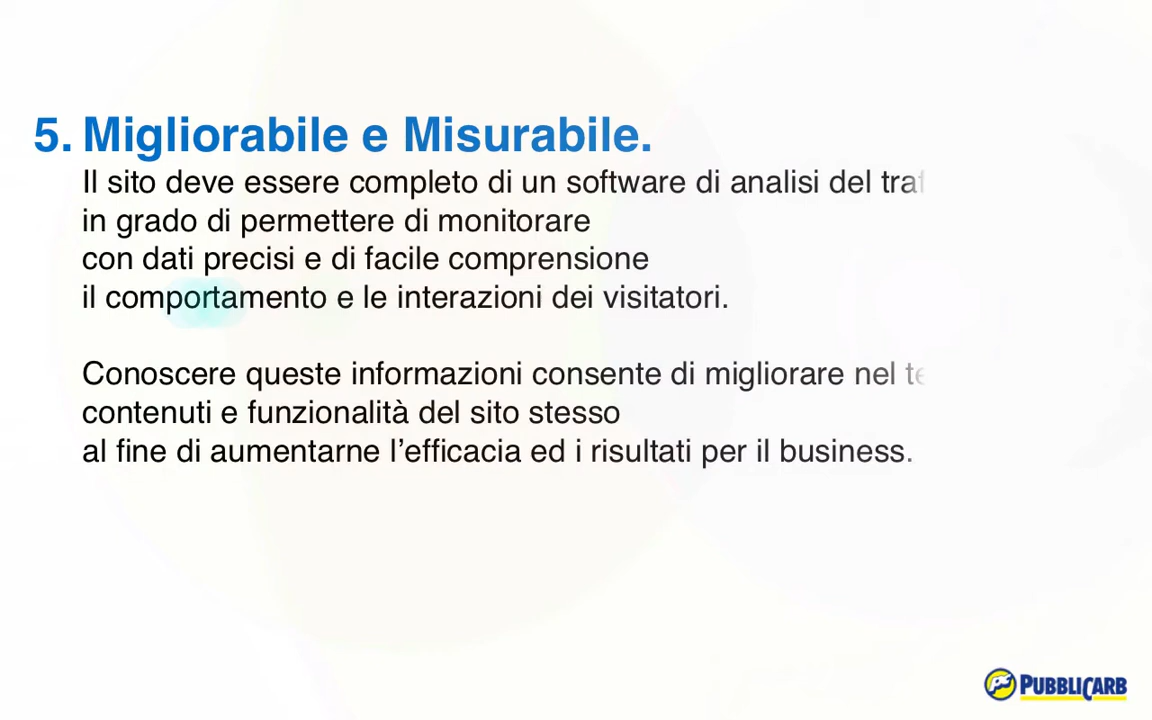 5. Migliorabile e Misurabile.
Il sito deve essere completo di un software di analisi del
in grado di permettere di monitorare
con dati precisi e di facile comprensione
il comportamento e le interazioni dei visitatori.
Conoscere queste informazioni consente di migliorare nel
contenuti e funzionalità del sito stesso
al fine di aumentarne l’efficacia ed i risultati per il business.
PUBBLICARB